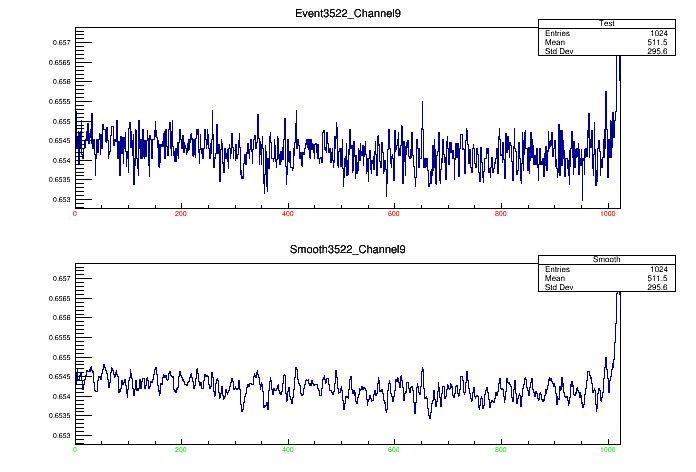 Event3522_Channel9
Test
Entries 1024
Mean 511.5
Std Dev 295.6
0.657
0.6565
0.656
0.6555
0.655
0.6545
0.654
0.6535
0.653
0 200 400 600 800 1000
Smooth3522_Channel9
Smooth
Entries 1024
Mean 511.5
Std Dev 295.6
0.657
0.6565
0.656
0.6555
0.655
0.6545
0.654
0.6535
0.653
0 200 400 600 800 1000